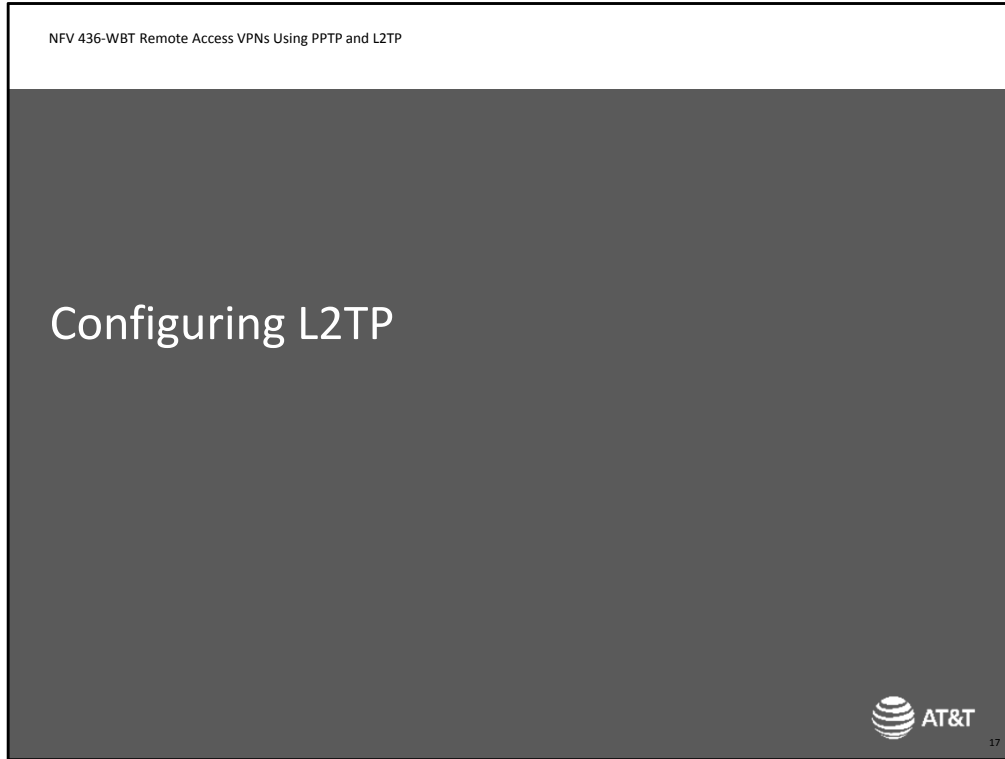 NFV 436-WBT Remote Access VPNs Using PPTP and L2TP
Configuring L2TP
AT&T
17